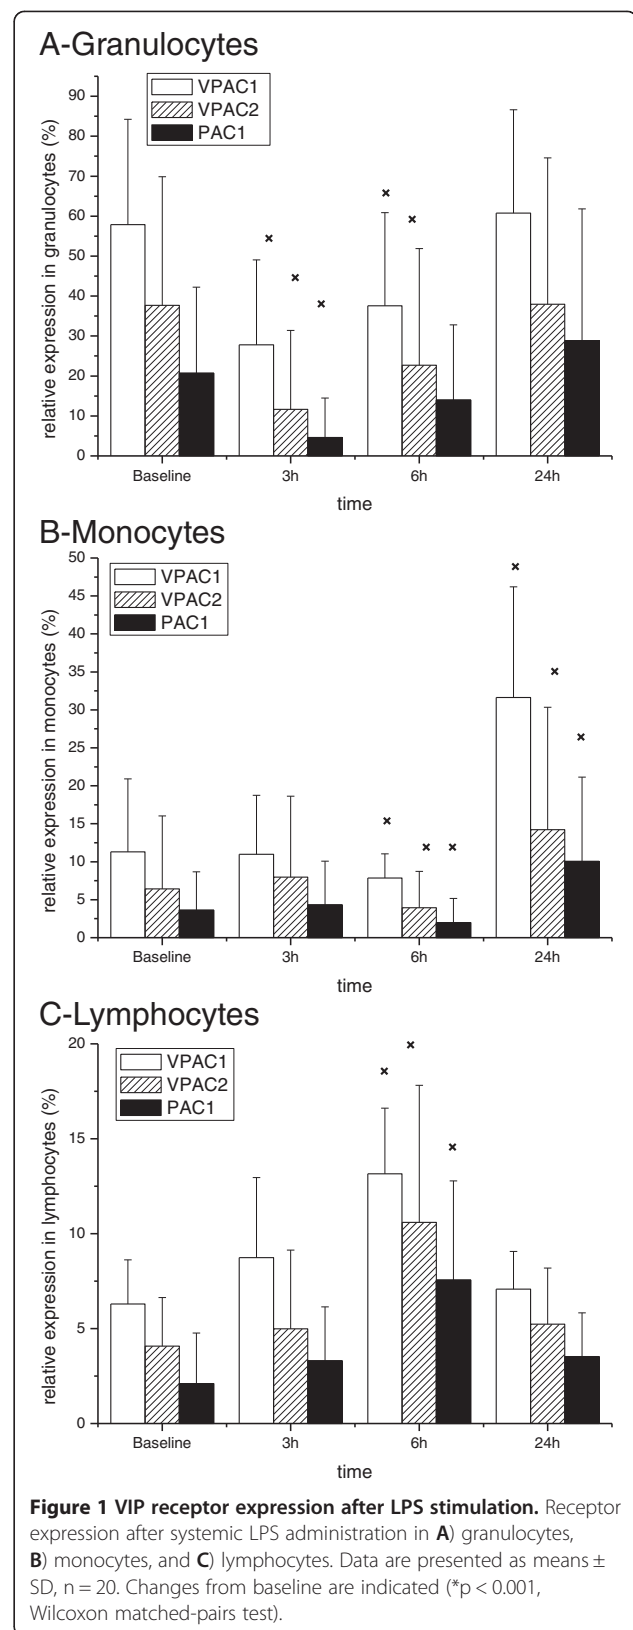 A-Granulocytes
VPAC1
VPAC2
PAC1
relative expression in granulocytes (%)
90
80
70
60
50
40
30
20
10
0
Baseline 3h 6h 24h
time
B-Monocytes
VPAC1
VPAC2
PAC1
relative expression in monocytes (%)
50
45
40
35
30
25
20
15
10
5
0
Baseline 3h 6h 24h
time
C-Lymphocytes
VPAC1
VPAC2
PAC1
relative expression in lymphocytes (%)
20
15
10
5
0
Baseline 3h 6h 24h
time
Figure 1 VIP receptor expression after LPS stimulation. Receptor
expression after systemic LPS administration in A) granulocytes,
B) monocytes, and C) lymphocytes. Data are presented as means ±
SD, n = 20. Changes from baseline are indicated (*p < 0.001,
Wilcoxon matched-pairs test).